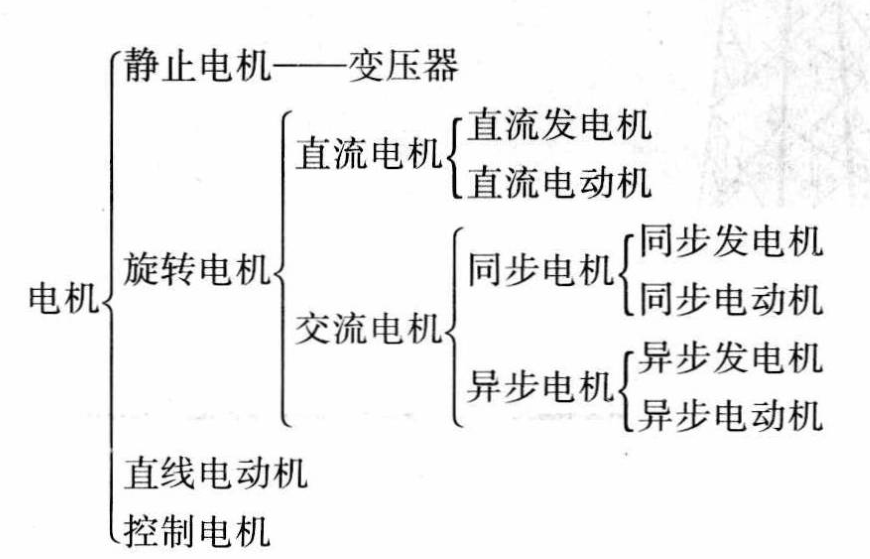 静止电机——变压器
直流发电机
直流电机
直流电动机
同步发电机
旋转电机
同步电机
电机
同步电动机
交流电机
异步发电机
异步电机
异步电动机
直线电动机
控制电机